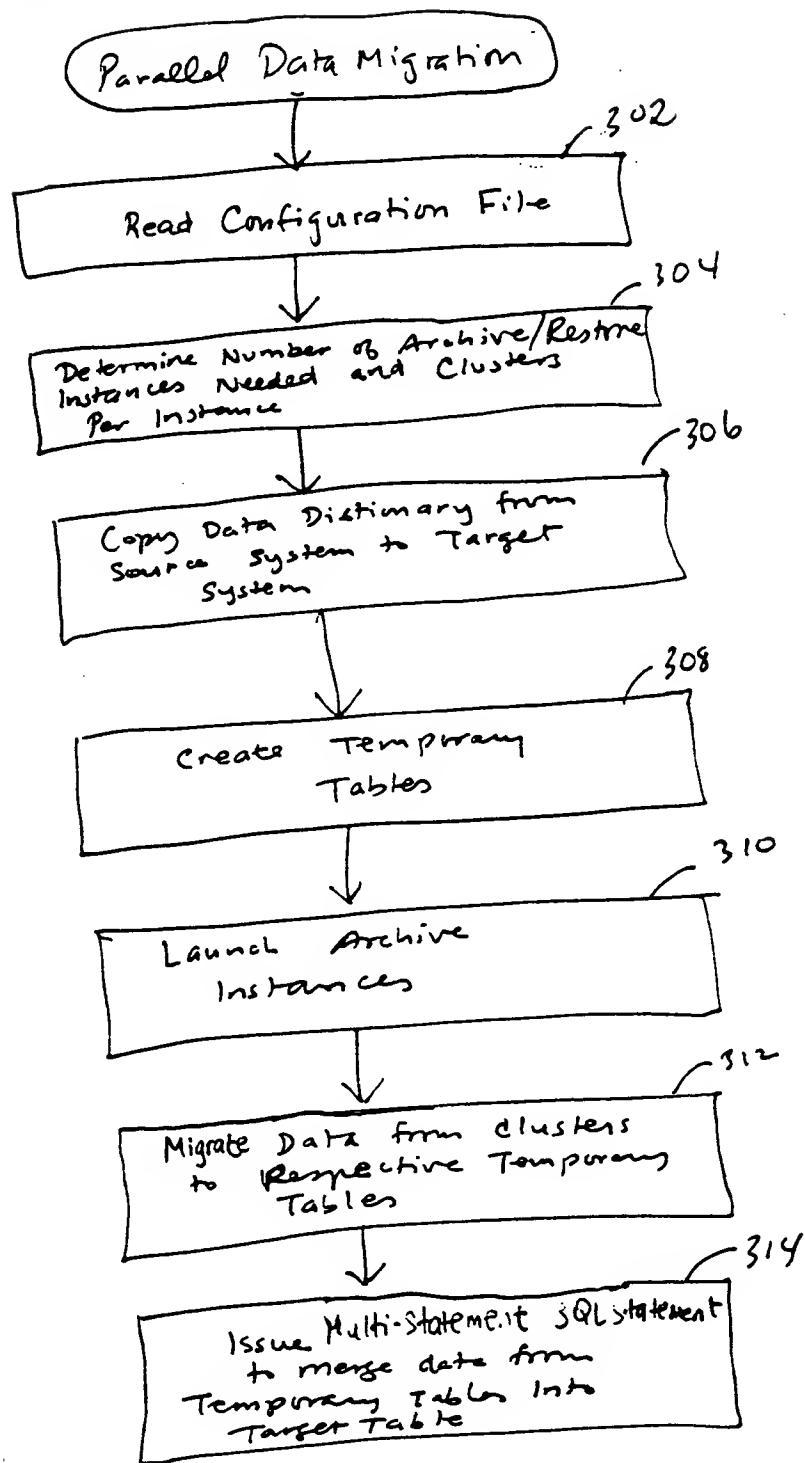 Parallel Data Migration
302
Read Configuration File
304
Determine Number of Archive/Restore
Instances Needed and Clusters
Per Instance
306
Copy Data Distinary from
Source System to Target
System
308
Create Temporary
Tables
310
Launch Archive
Instances
312
Migrate Data from clusters
to Respective Temporary
Tables
314
Issue Multi-Statement SQL statement
to merge data from
Temporary Tables Into
Target Table